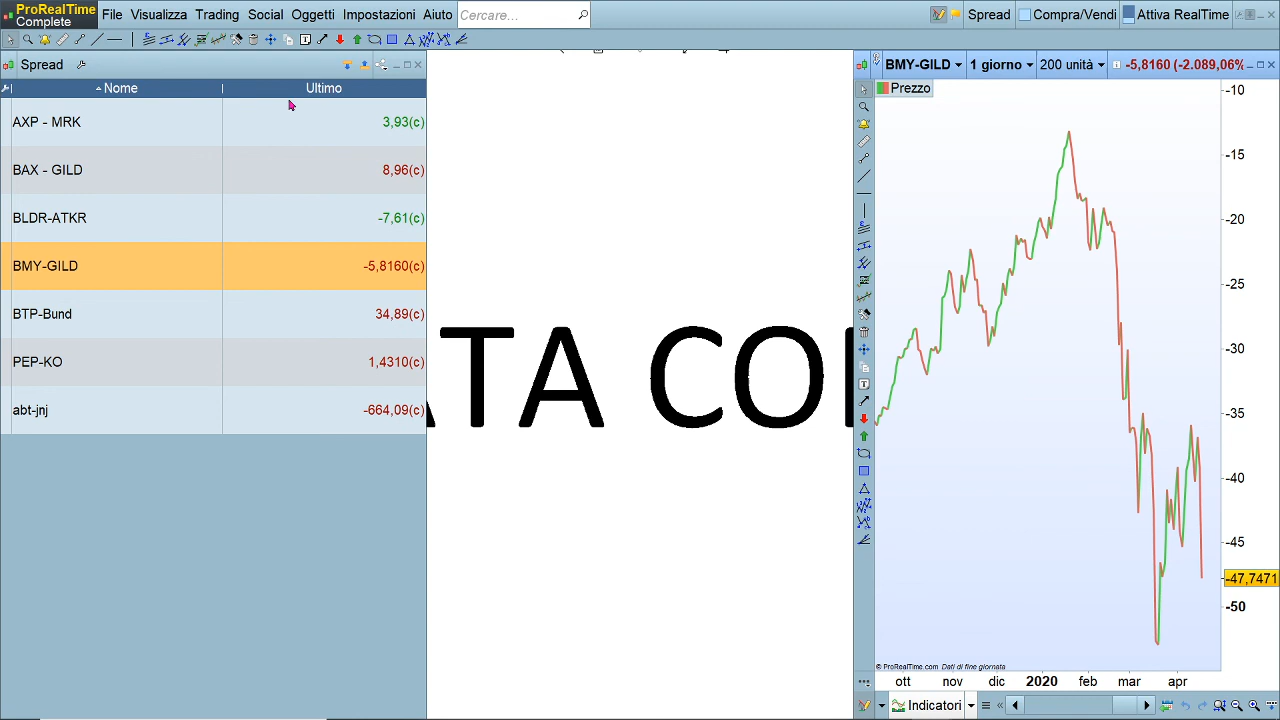 ProRealTime
Complete
File Visualizza Trading Social Oggetti Impostazioni Aiuto Cercare...
Spread Compra/Vendi Attiva RealTime
Spread
Nome Ultimo
AXP - MRK 3,93(c)
BAX - GILD 8,96(c)
BLDR-ATKR -7,61(c)
BMY-GILD -5,8160(c)
BTP-Bund 34,89(c)
PEP-KO 1,4310(c)
abt-jnj -664,09(c)
ATA CO
BMY-GILD 1 giorno 200 unità -5,8160 (-2.089,06%
Prezzo
-10
-15
-20
-25
-30
-35
-40
-45
-47,7471
-50
© ProRealTime.com Dati di fine giornata
ott nov dic 2020 feb mar apr
Indicatori